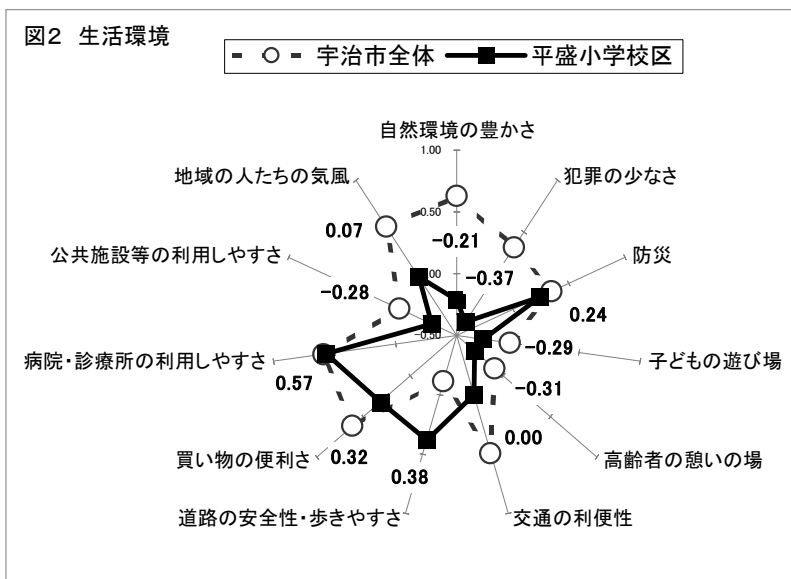 図2 生活環境
宇治市全体 平盛小学校区
自然環境の豊かさ
1.00
地域の人たちの気風
犯罪の少なさ
0.50
0.07
-0.21
公共施設等の利用しやすさ
-0.37
防災
-0.28
0.00
0.24
-0.50
-0.29
病院・診療所の利用しやすさ
子どもの遊び場
0.57
-0.31
0.00
買い物の便利さ
0.32
高齢者の憩いの場
0.38
道路の安全性・歩きやすさ
交通の利便性